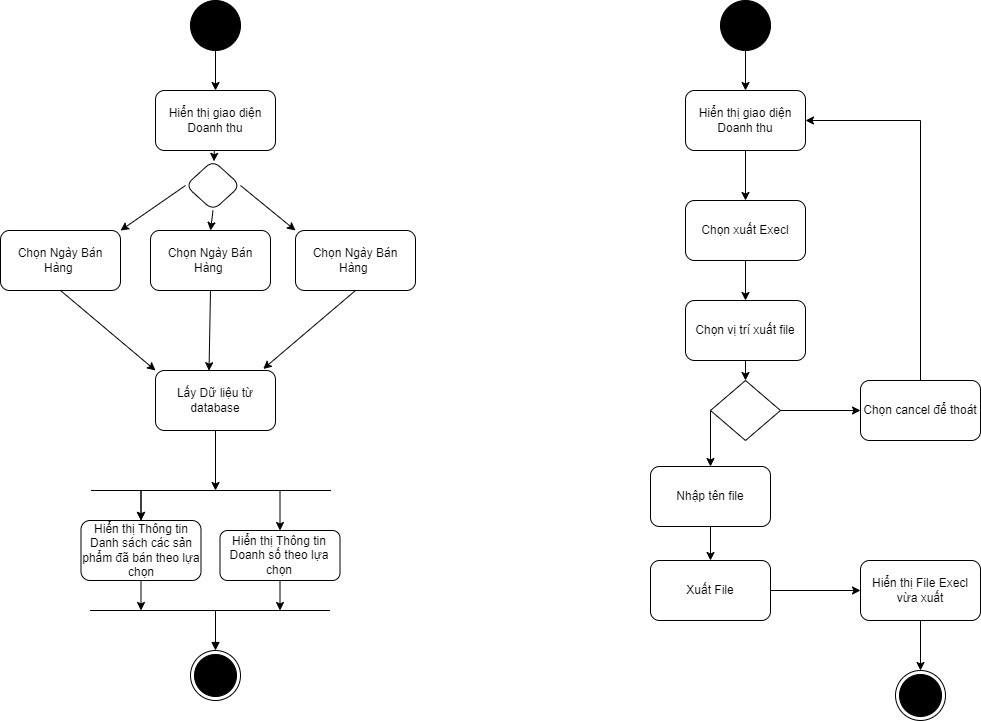 Hiển thị giao diện
Doanh thu
Chọn Ngày Bán
Hàng
Chọn Ngày Bán
Hàng
Chọn Ngày Bán
Hàng
Lấy Dữ liệu từ
database
Hiển thị Thông tin
Danh sách các sản
phẩm đã bán theo lựa
chọn
Hiển thị Thông tin
Doanh số theo lựa
chọn
Hiển thị giao diện
Doanh thu
Chọn xuất Execl
Chọn vị trí xuất file
Chọn cancel để thoát
Nhập tên file
Xuất File
Hiển thị File Execl
vừa xuất